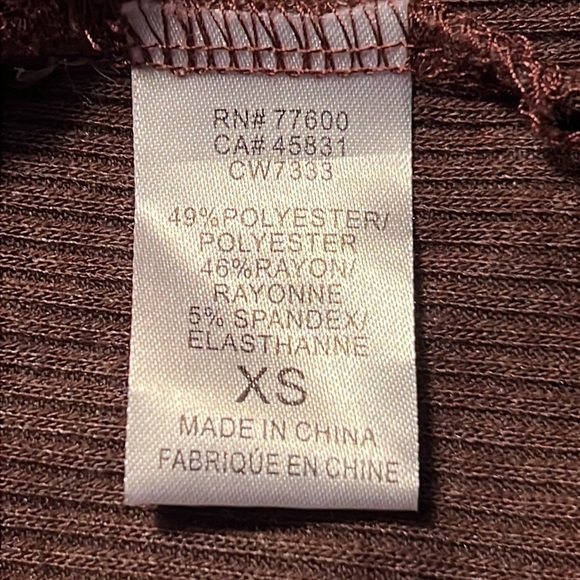 RN# 77600
CA# 45831
CW7333
49% POLYESTER/
POLYESTER
46% RAYON/
RAYONNE
5% SPANDEX/
ELASTHANNE
XS
MADE IN CHINA
FABRIQÚE EN CHINE